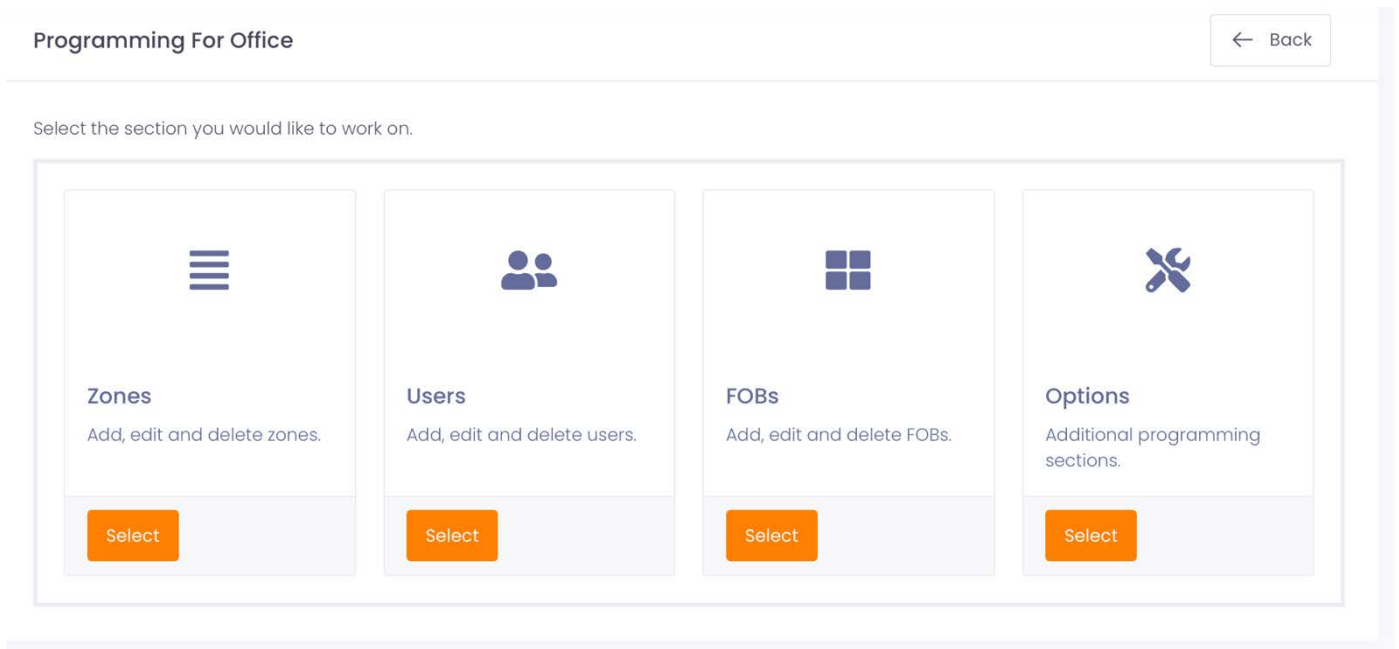 Programming For Office
← Back
Select the section you would like to work on.
Zones
Add, edit and delete zones.
Select
Users
Add, edit and delete users.
Select
FOBs
Add, edit and delete FOBs.
Select
Options
Additional programming
sections.
Select